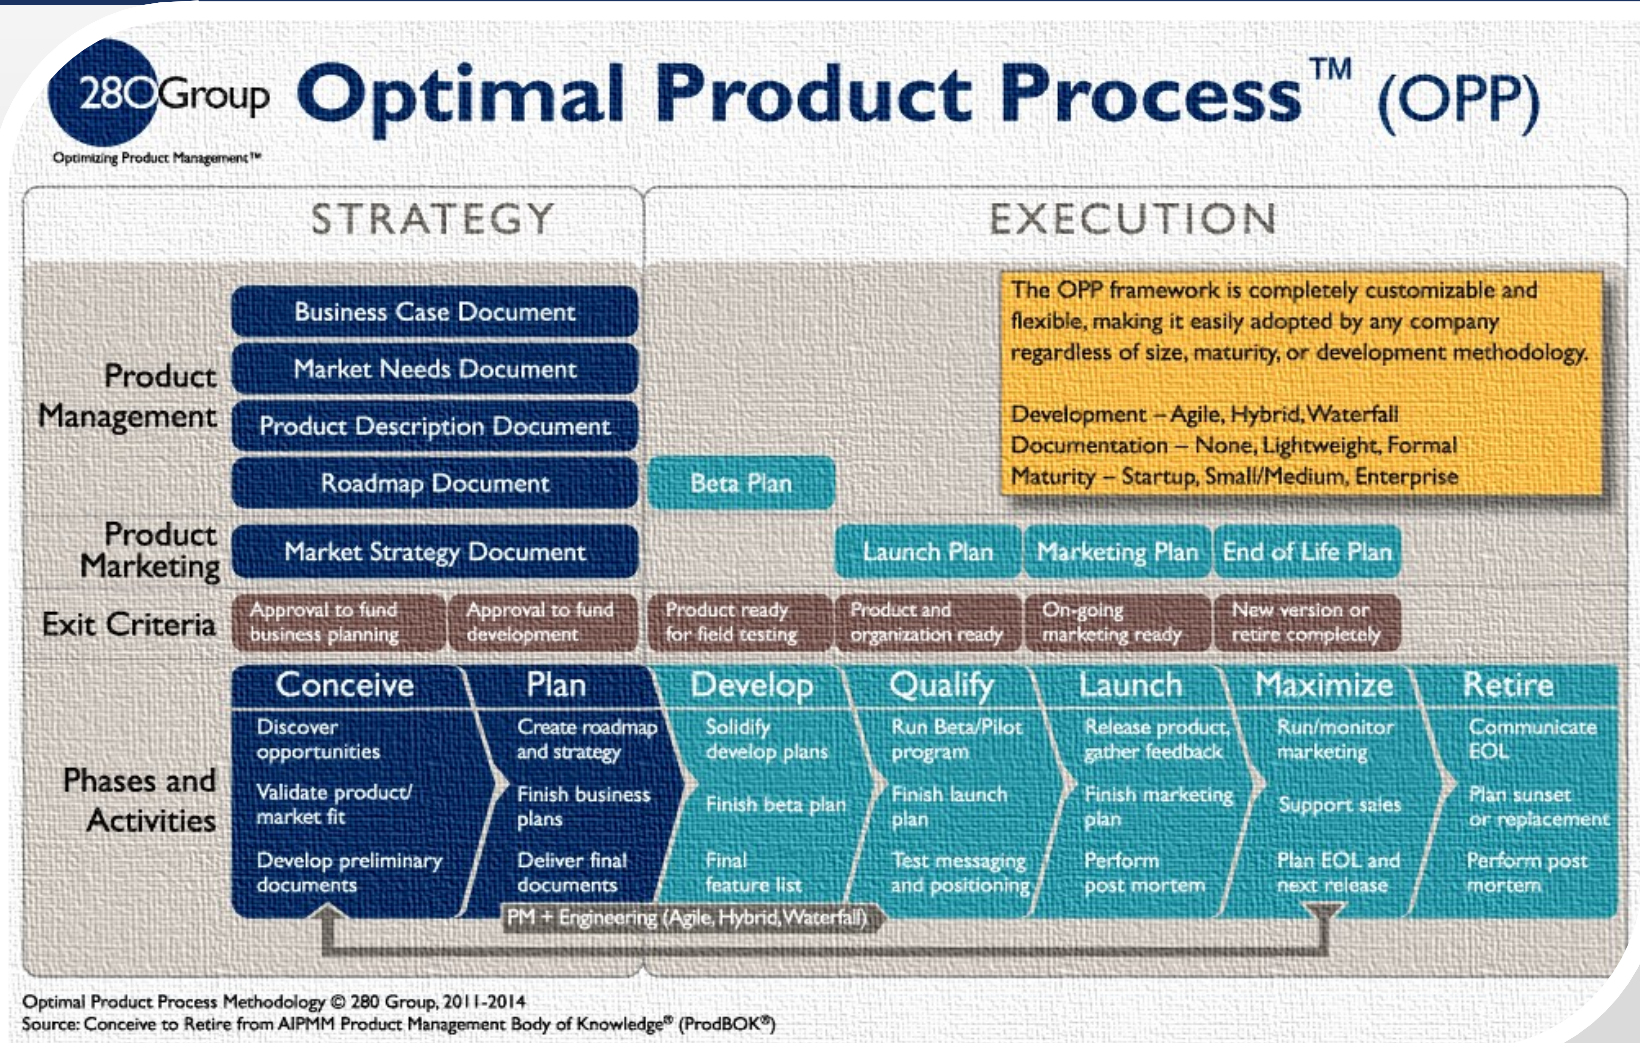 280Group
Optimizing Product Management™
Optimal Product Process™ (OPP)
STRATEGY
EXECUTION
The OPP framework is completely customizable and
flexible, making it easily adopted by any company
regardless of size, maturity, or development methodology.
Development – Agile, Hybrid, Waterfall
Documentation – None, Lightweight, Formal
Maturity – Startup, Small/Medium, Enterprise
Product
Management
Business Case Document
Market Needs Document
Product Description Document
Roadmap Document
Beta Plan
Product
Marketing
Market Strategy Document
Launch Plan
Marketing Plan
End of Life Plan
Exit Criteria
Approval to fund
business planning
Approval to fund
development
Product ready
for field testing
Product and
organization ready
On-going
marketing ready
New version or
retire completely
Phases and
Activities
Conceive
Discover
opportunities
Validate product/
market fit
Develop preliminary
documents
Plan
Create roadmap
and strategy
Finish business
plans
Deliver final
documents
Develop
Solidify
develop plans
Finish beta plan
Final
feature list
Qualify
Run Beta/Pilot
program
Finish launch
plan
Test messaging
and positioning
Launch
Release product,
gather feedback
Finish marketing
plan
Perform
post mortem
Maximize
Run/monitor
marketing
Support sales
Plan EOL and
next release
Retire
Communicate
EOL
Plan sunset
or replacement
Perform post
mortem
PM + Engineering (Agile, Hybrid, Waterfall)
Optimal Product Process Methodology © 280 Group, 2011-2014
Source: Conceive to Retire from AIPMM Product Management Body of Knowledge® (ProdBOK®)